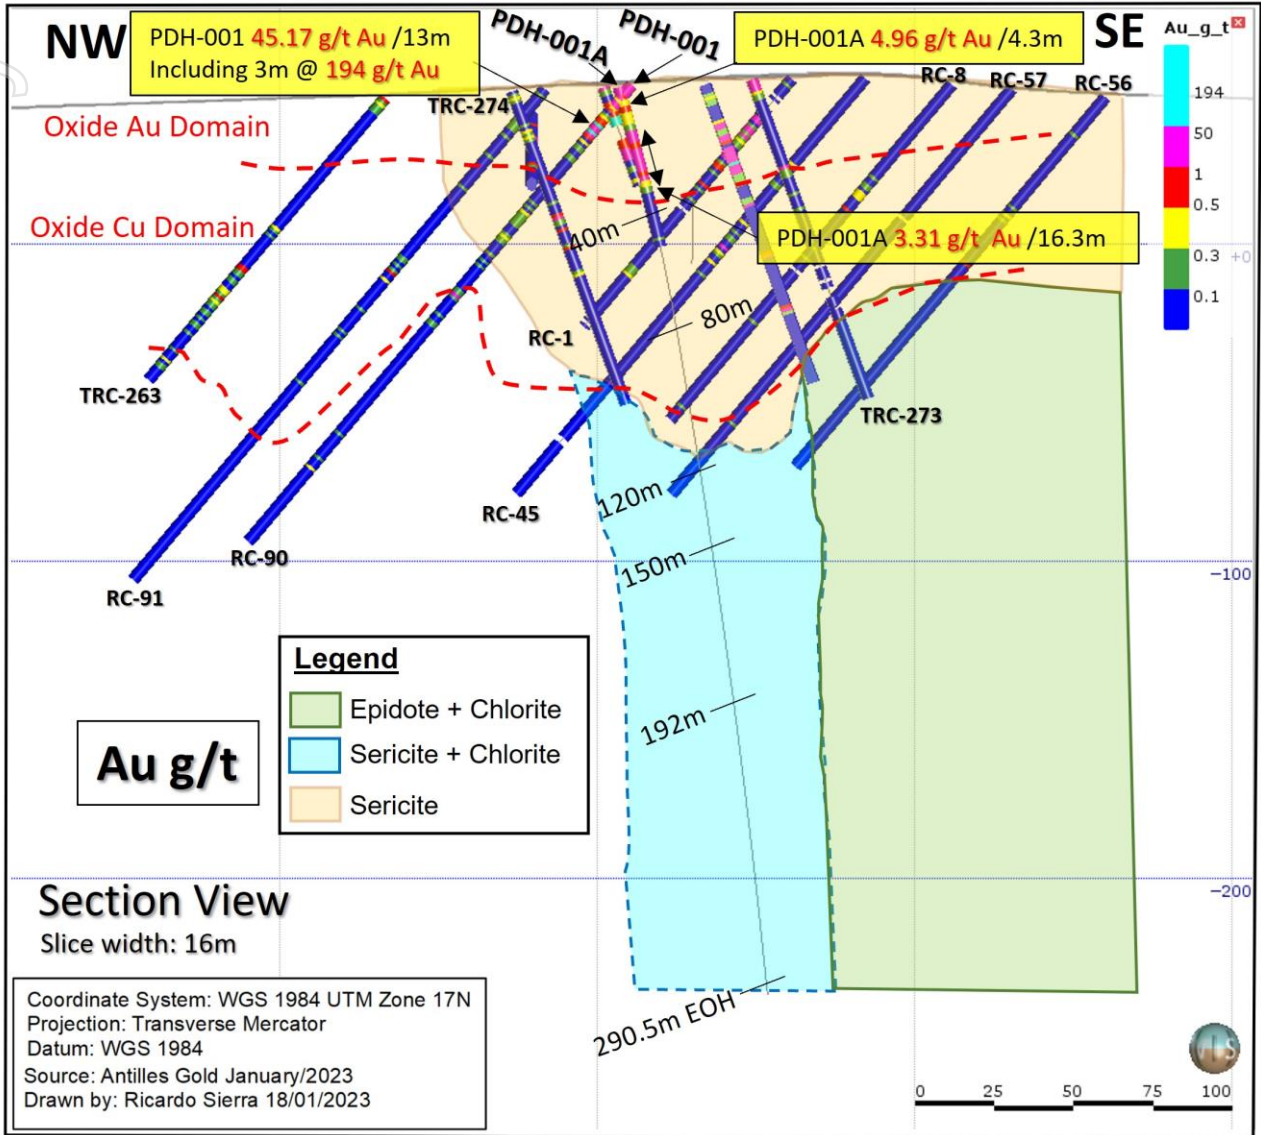 NW
PDH-001 45.17 g/t Au /13m
Including 3m @ 194 g/t Au
PDH-001A
PDH-001
PDH-001A 4.96 g/t Au /4.3m
SE
Au_g_t
194
50
1
0.5
0.3
0.1
TRC-274
RC-8
RC-57
RC-56
Oxide Au Domain
Oxide Cu Domain
40m
PDH-001A 3.31 g/t Au /16.3m
+0
80m
RC-1
TRC-263
TRC-273
RC-45
120m
RC-90
150m
-100
RC-91
Legend
Epidote + Chlorite
Sericite + Chlorite
Sericite
Au g/t
192m
-200
Section View
Slice width: 16m
290.5m EOH
Coordinate System: WGS 1984 UTM Zone 17N
Projection: Transverse Mercator
Datum: WGS 1984
Source: Antilles Gold January/2023
Drawn by: Ricardo Sierra 18/01/2023
0 25 50 75 100